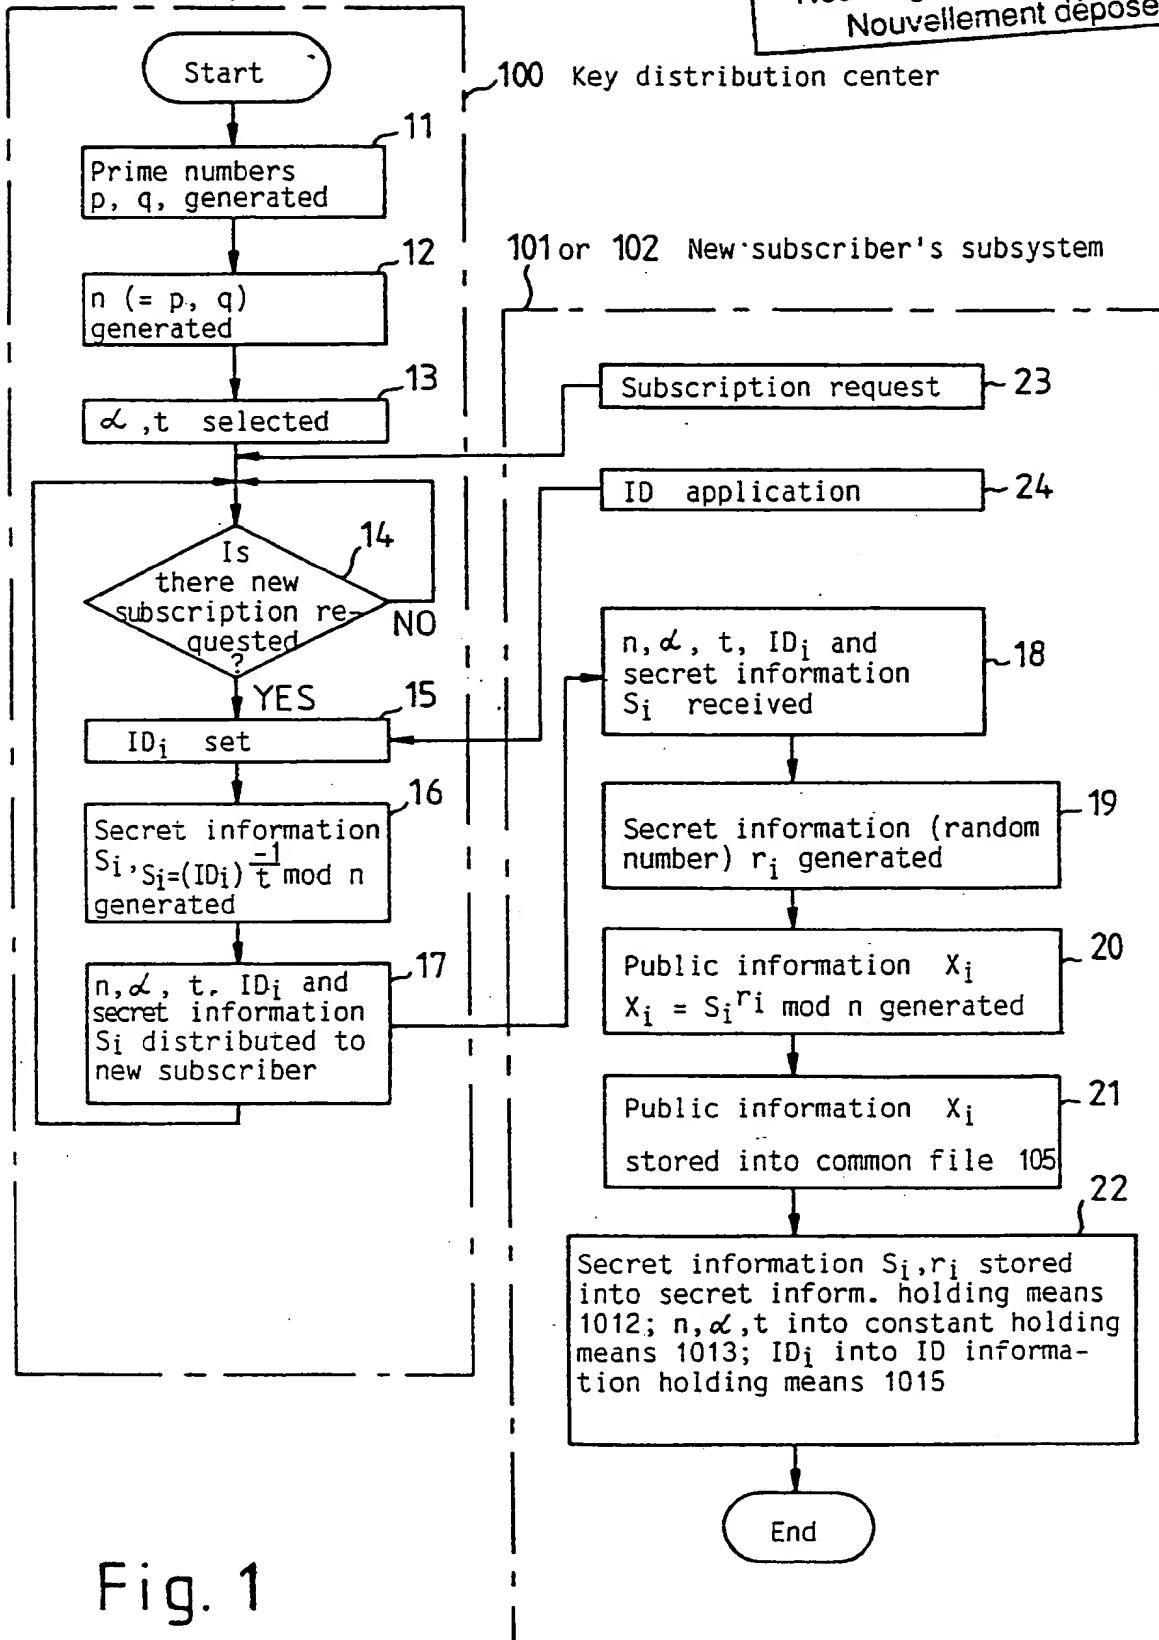 Nouvellement déposé
Start
100 Key distribution center
11
Prime numbers
p, q, generated
101 or 102 New subscriber's subsystem
12
n (= p, q)
generated
13
α, t selected
Subscription request
23
ID application
24
14
Is
there new
subscription re-
quested
?
NO
YES
15
IDi set
16
Secret information
Si, Si=(IDi)^(-1/t) mod n
generated
17
n, α, t, IDi and
secret information
Si distributed to
new subscriber
n, α, t, IDi and
secret information
Si received
18
Secret information (random
number) ri generated
19
Public information Xi
Xi = Si^ri mod n generated
20
Public information Xi
stored into common file 105
21
22
Secret information Si, ri stored
into secret inform. holding means
1012; n, α, t into constant holding
means 1013; IDi into ID informa-
tion holding means 1015
End
Fig. 1